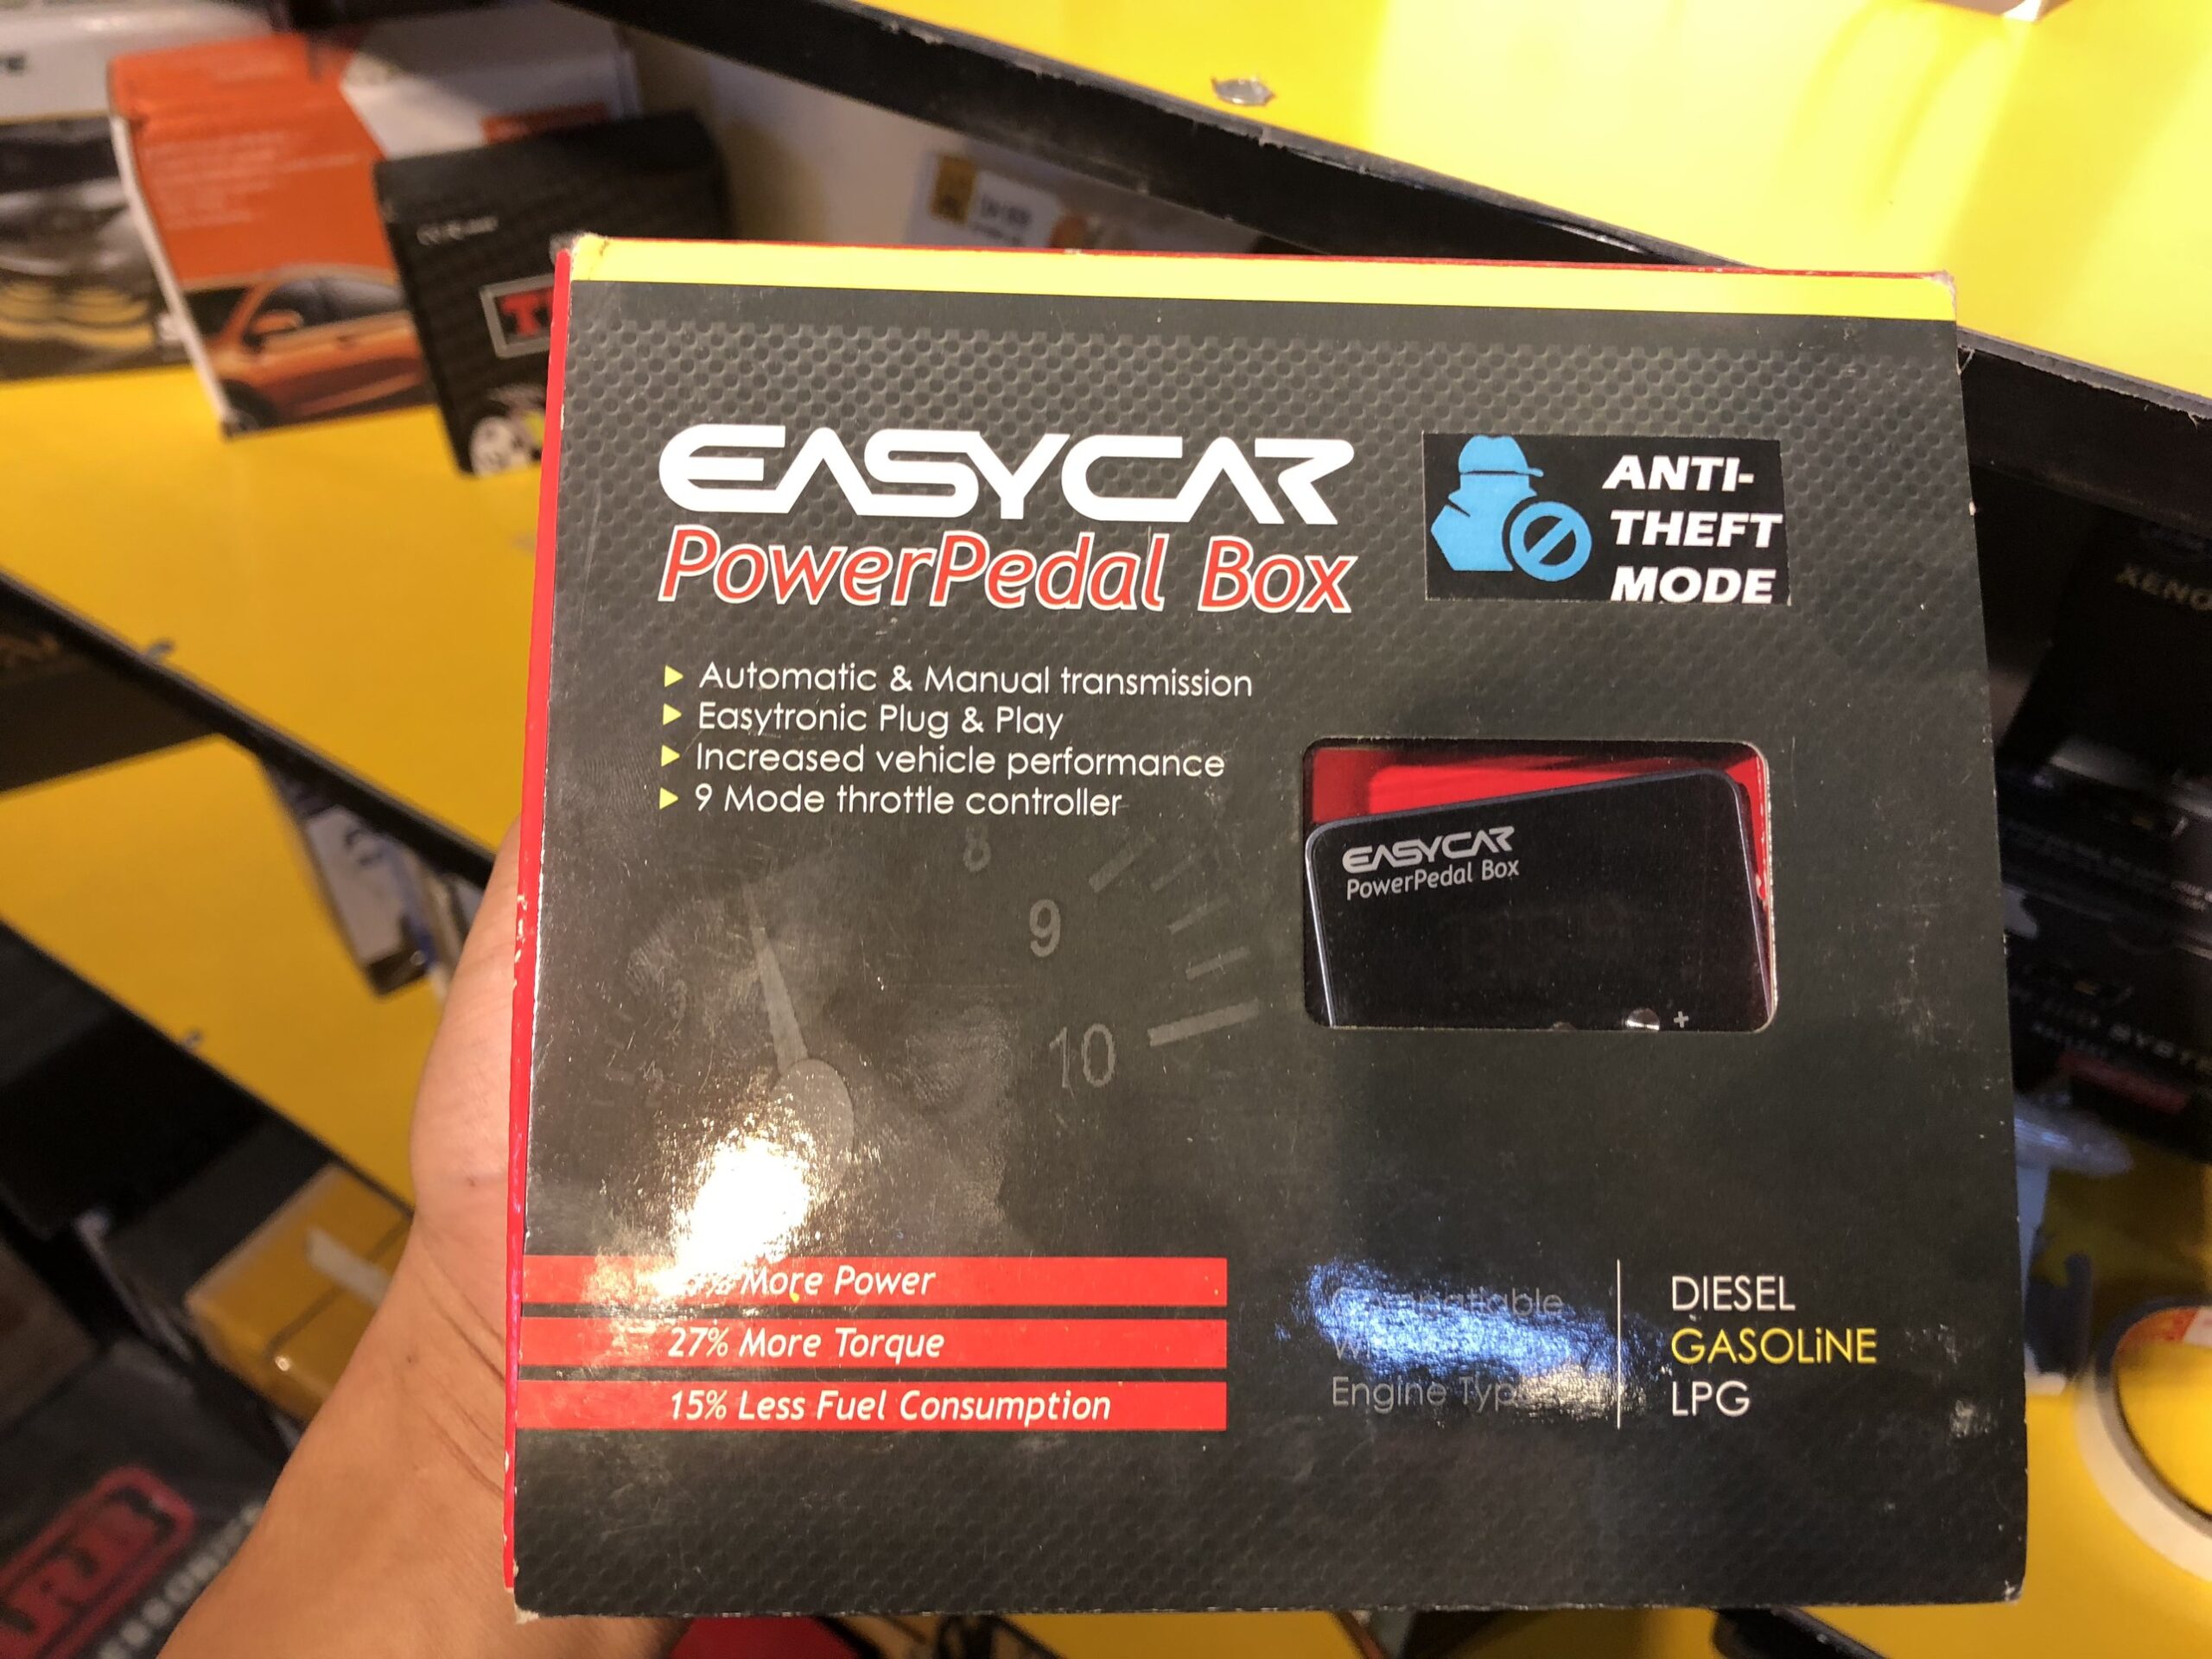 EASYCAR
PowerPedal Box
ANTI-
THEFT
MODE
Automatic & Manual transmission
Easytronic Plug & Play
Increased vehicle performance
9 Mode throttle controller
8
9
10
EASYCAR
PowerPedal Box
+
% More Power
27% More Torque
15% Less Fuel Consumption
Compatiable
Engine
DIESEL
GASOLiNE
LPG
XENO